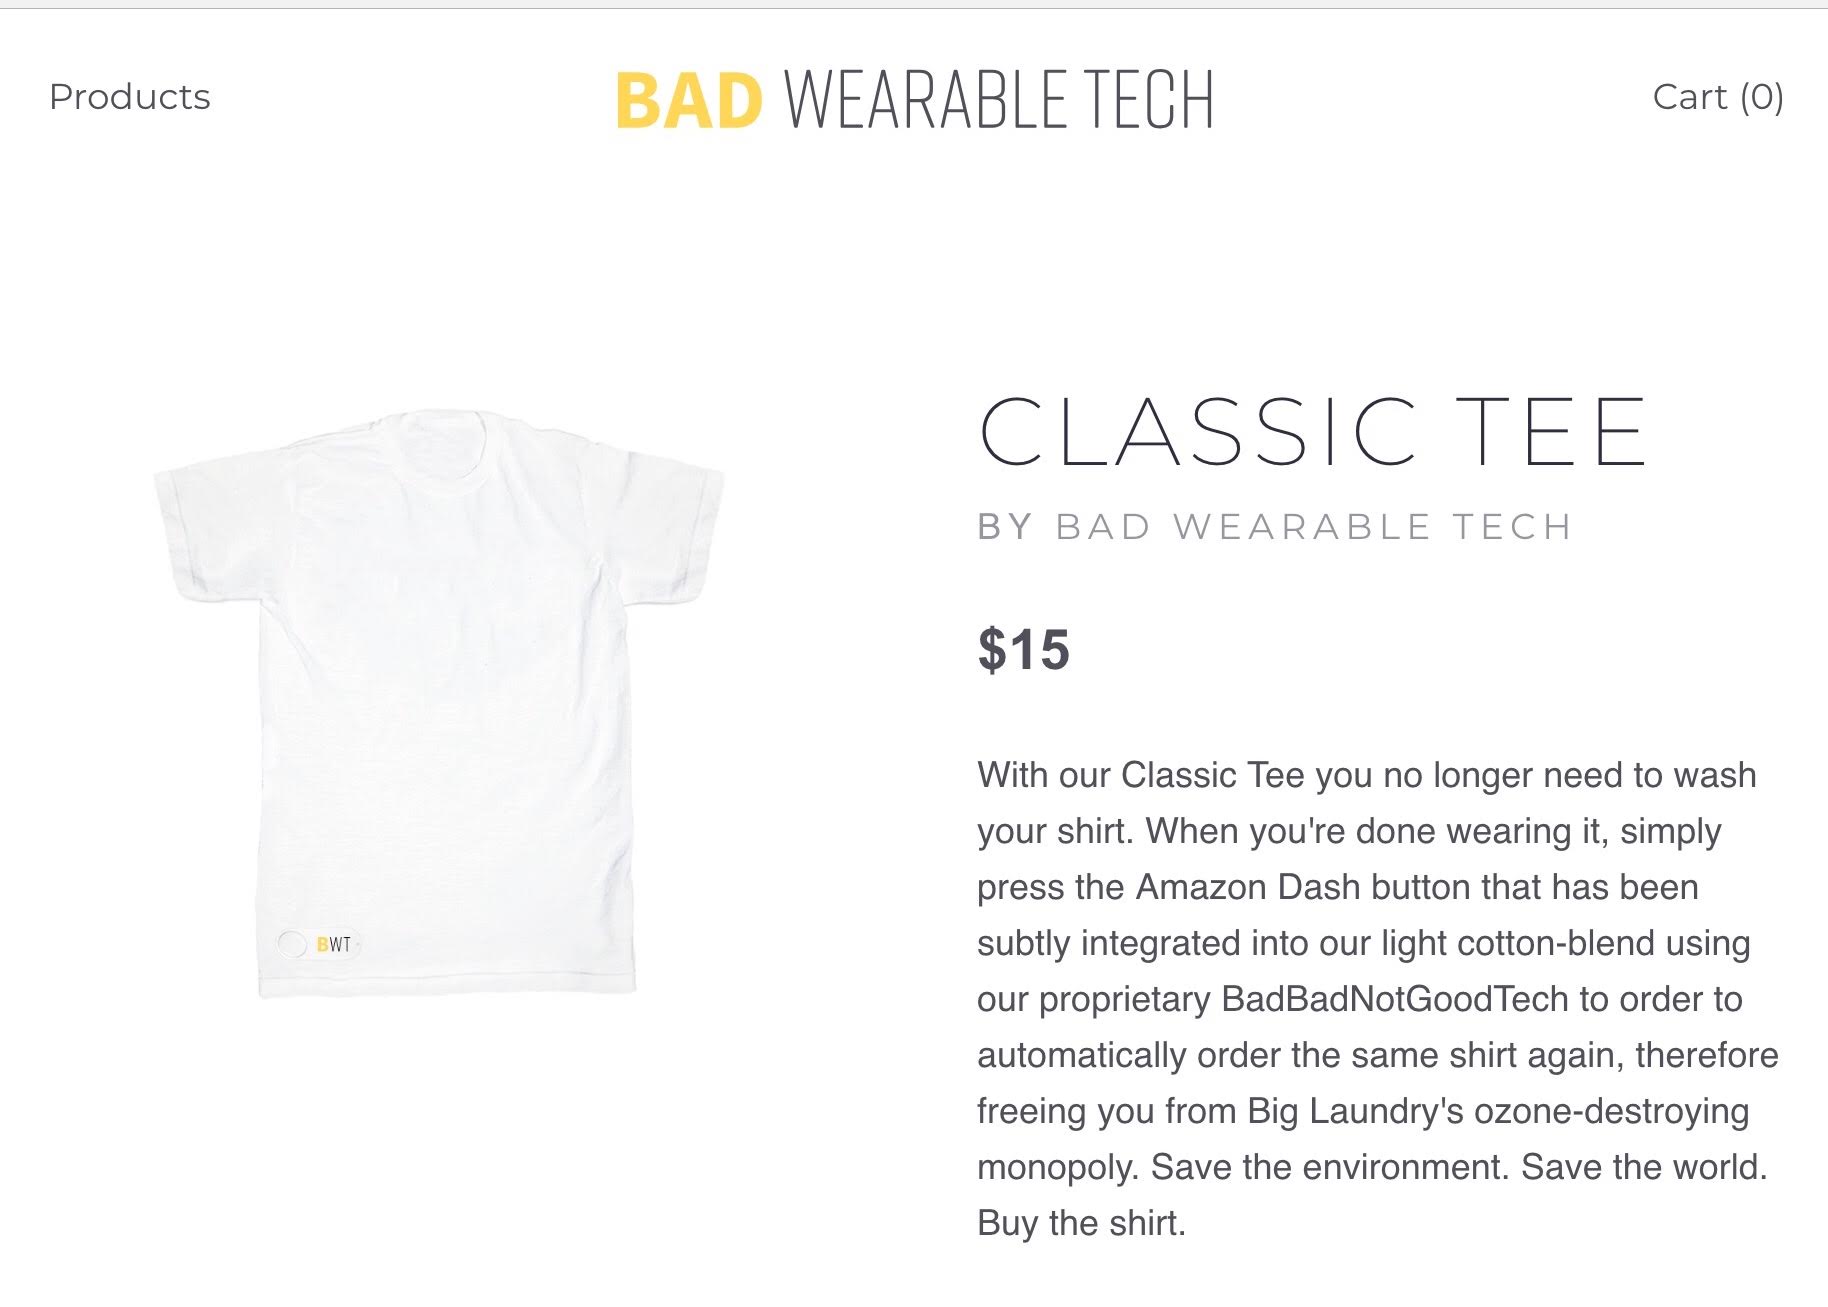 Products
BAD WEARABLE TECH
Cart (0)
CLASSIC TEE
BY BAD WEARABLE TECH
$15
With our Classic Tee you no longer need to wash
your shirt. When you're done wearing it, simply
press the Amazon Dash button that has been
subtly integrated into our light cotton-blend using
our proprietary BadBadNotGoodTech to order to
automatically order the same shirt again, therefore
freeing you from Big Laundry's ozone-destroying
monopoly. Save the environment. Save the world.
Buy the shirt.
BWT